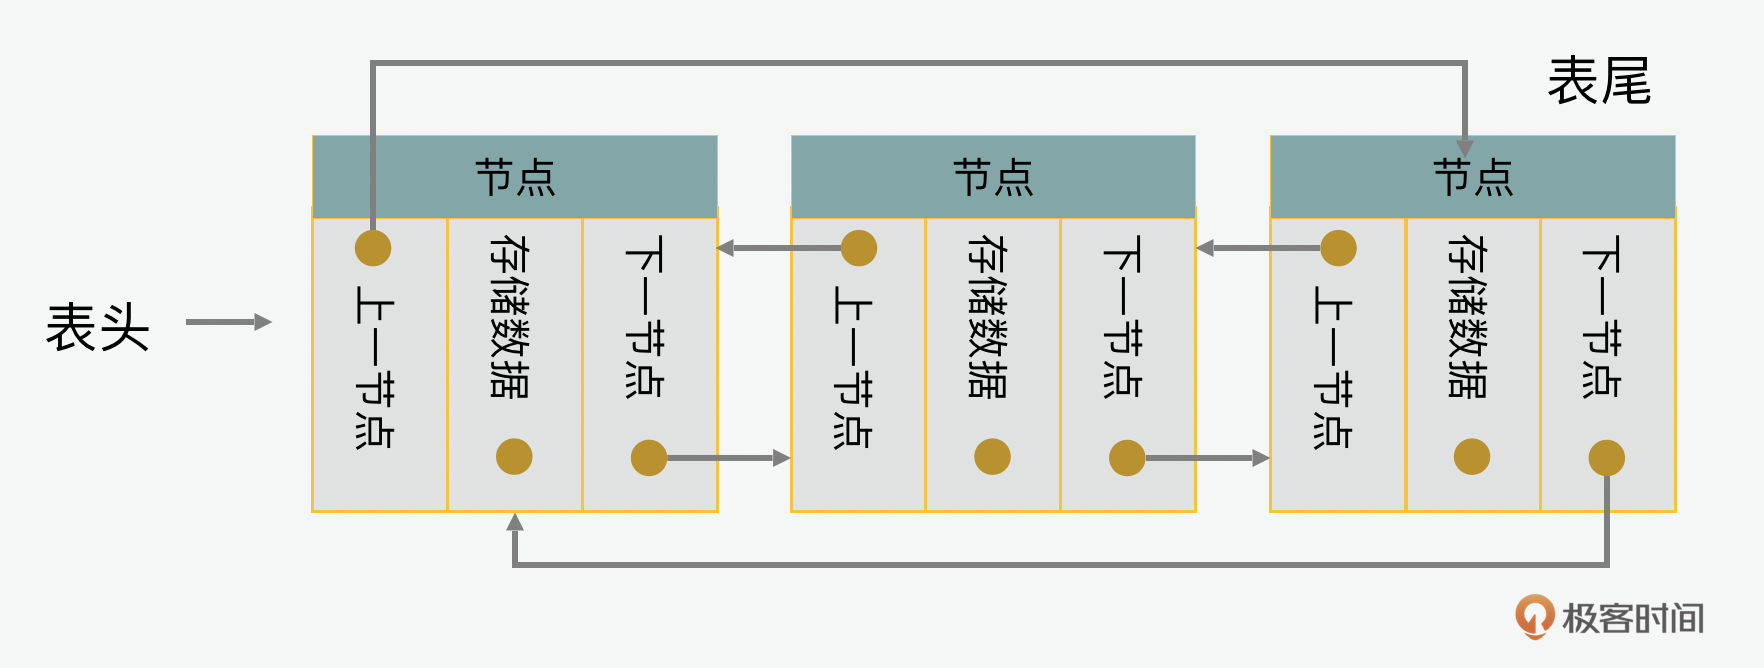 表尾
节点
节点
节点
表头
上一节点
存储数据
下一节点
上一节点
存储数据
下一节点
上一节点
存储数据
下一节点
极客时间